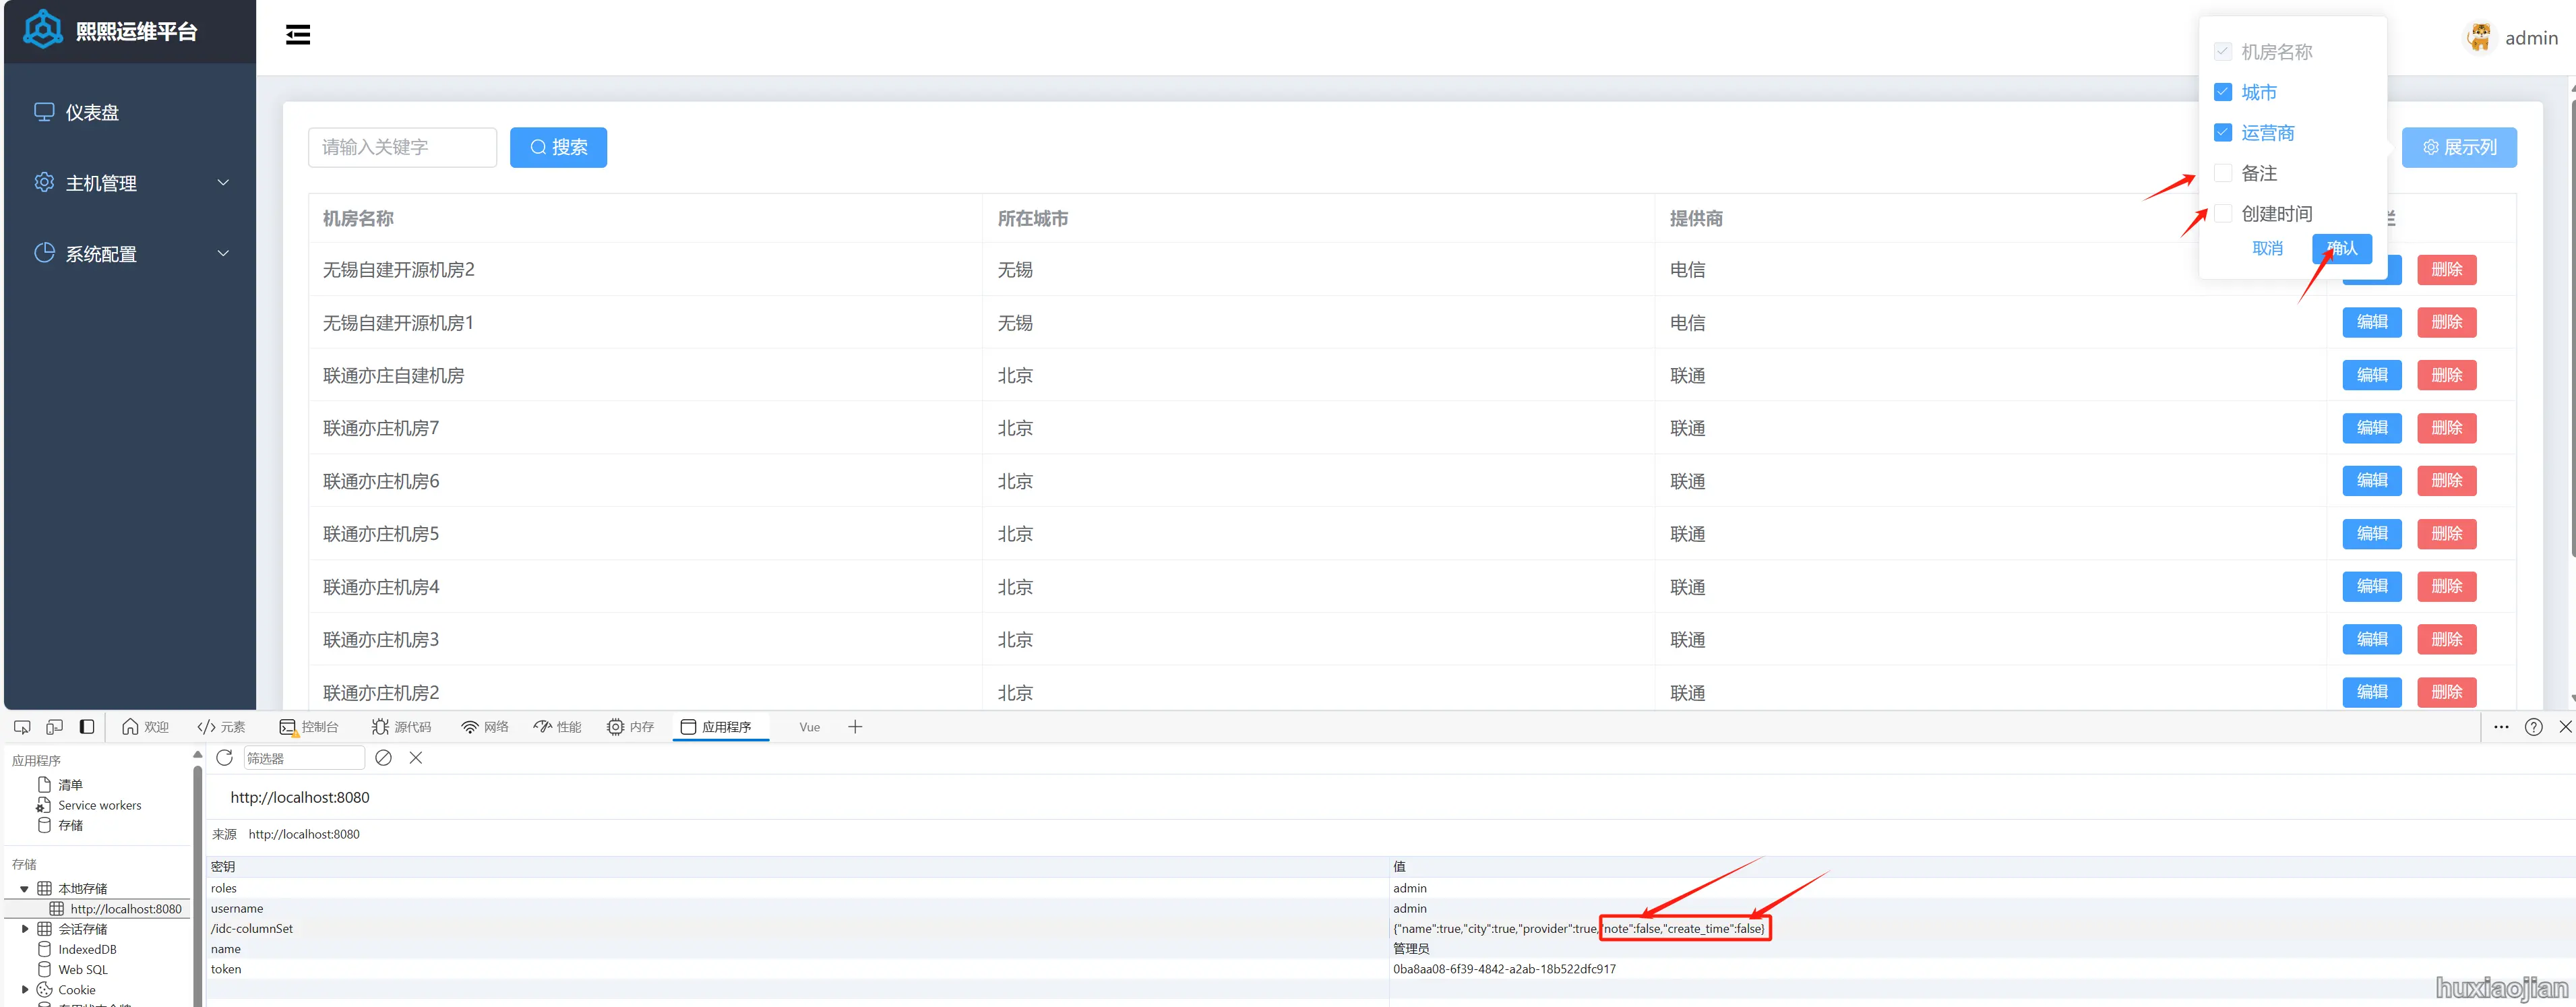 熙熙运维平台
admin
仪表盘
主机管理
系统配置
请输入关键字
搜索
展示列
机房名称
城市
运营商
备注
创建时间
取消
确认
机房名称 所在城市 提供商
无锡自建开源机房2 无锡 电信 删除
无锡自建开源机房1 无锡 电信 编辑 删除
联通亦庄自建机房 北京 联通 编辑 删除
联通亦庄机房7 北京 联通 编辑 删除
联通亦庄机房6 北京 联通 编辑 删除
联通亦庄机房5 北京 联通 编辑 删除
联通亦庄机房4 北京 联通 编辑 删除
联通亦庄机房3 北京 联通 编辑 删除
联通亦庄机房2 北京 联通 编辑 删除
欢迎 元素 控制台 源代码 网络 性能 内存 应用程序 Vue
应用程序
清单
Service workers
存储
存储
本地存储
http://localhost:8080
会话存储
IndexedDB
Web SQL
Cookie
筛选器
http://localhost:8080
来源 http://localhost:8080
密钥 值
roles admin
username admin
/idc-columnSet {"name":true,"city":true,"provider":true,"note":false,"create_time":false}
name 管理员
token 0ba8aa08-6f39-4842-a2ab-18b522dfc917
huxiaojian